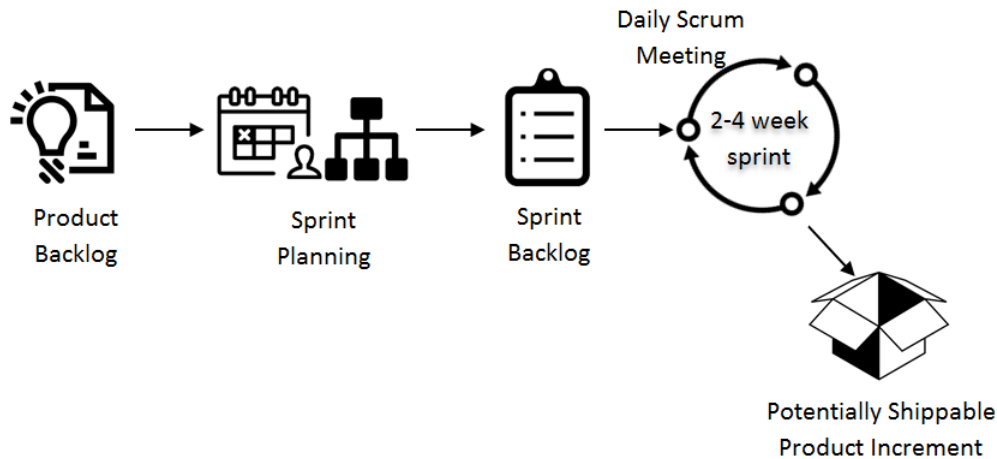 Daily Scrum
Meeting
2-4 week
sprint
Product
Backlog
Sprint
Planning
Sprint
Backlog
Potentially Shippable
Product Increment